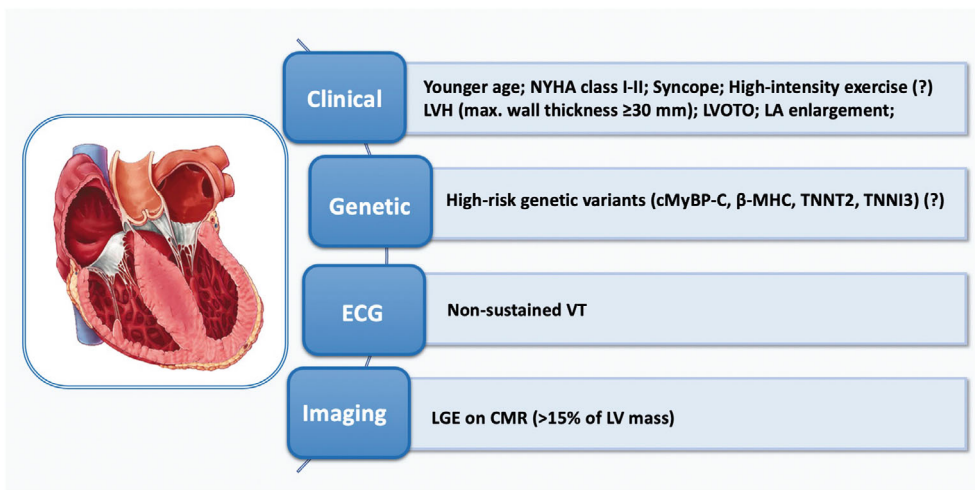 Clinical
Younger age; NYHA class I-II; Syncope; High-intensity exercise (?)
LVH (max. wall thickness ≥30 mm); LVOTO; LA enlargement;
Genetic
High-risk genetic variants (cMyBP-C, β-MHC, TNNT2, TNNI3) (?)
ECG
Non-sustained VT
Imaging
LGE on CMR (>15% of LV mass)